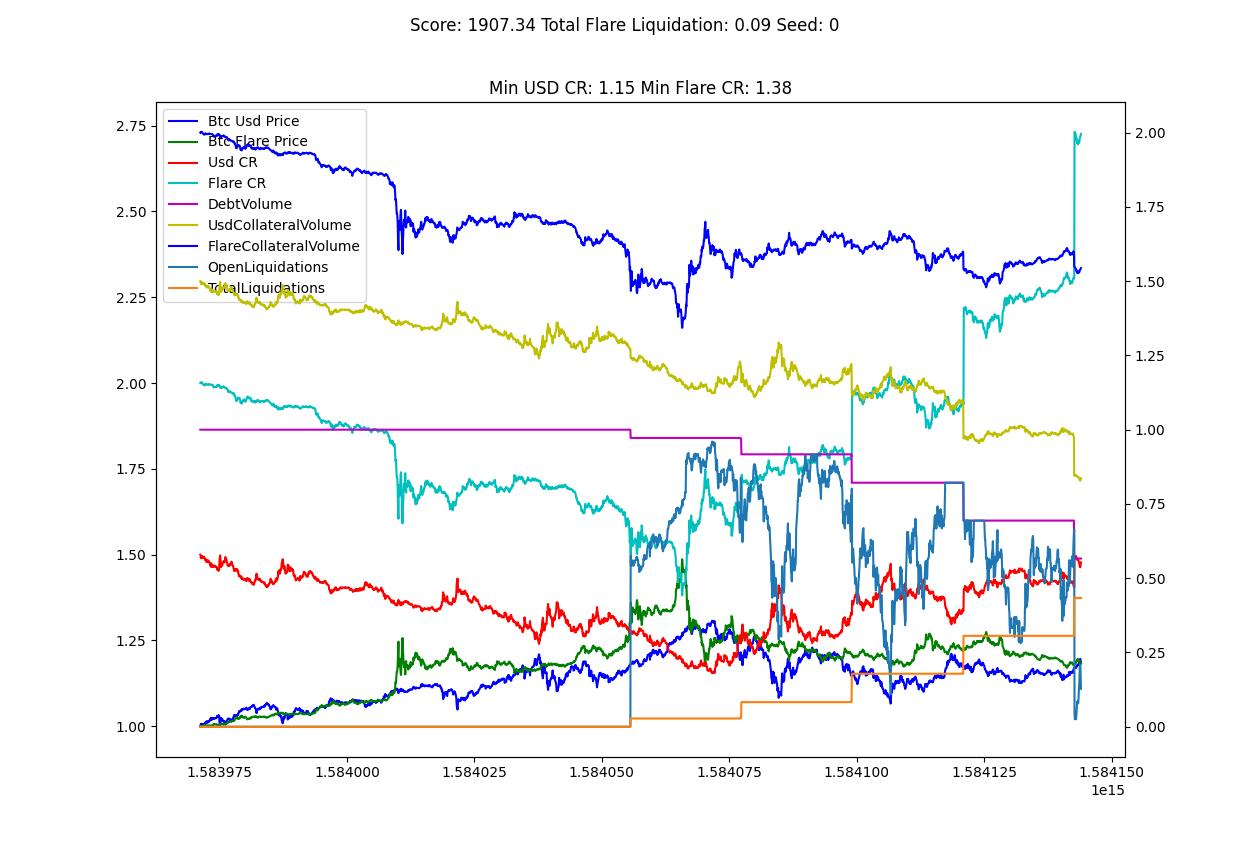 Score: 1907.34 Total Flare Liquidation: 0.09 Seed: 0
Min USD CR: 1.15 Min Flare CR: 1.38
Btc Usd Price
Btc Flare Price
Usd CR
Flare CR
DebtVolume
UsdCollateralVolume
FlareCollateralVolume
OpenLiquidations
TotalLiquidations
2.75
2.50
2.25
2.00
1.75
1.50
1.25
1.00
2.00
1.75
1.50
1.25
1.00
0.75
0.50
0.25
0.00
1.583975
1.584000
1.584025
1.584050
1.584075
1.584100
1.584125
1.584150
1e15